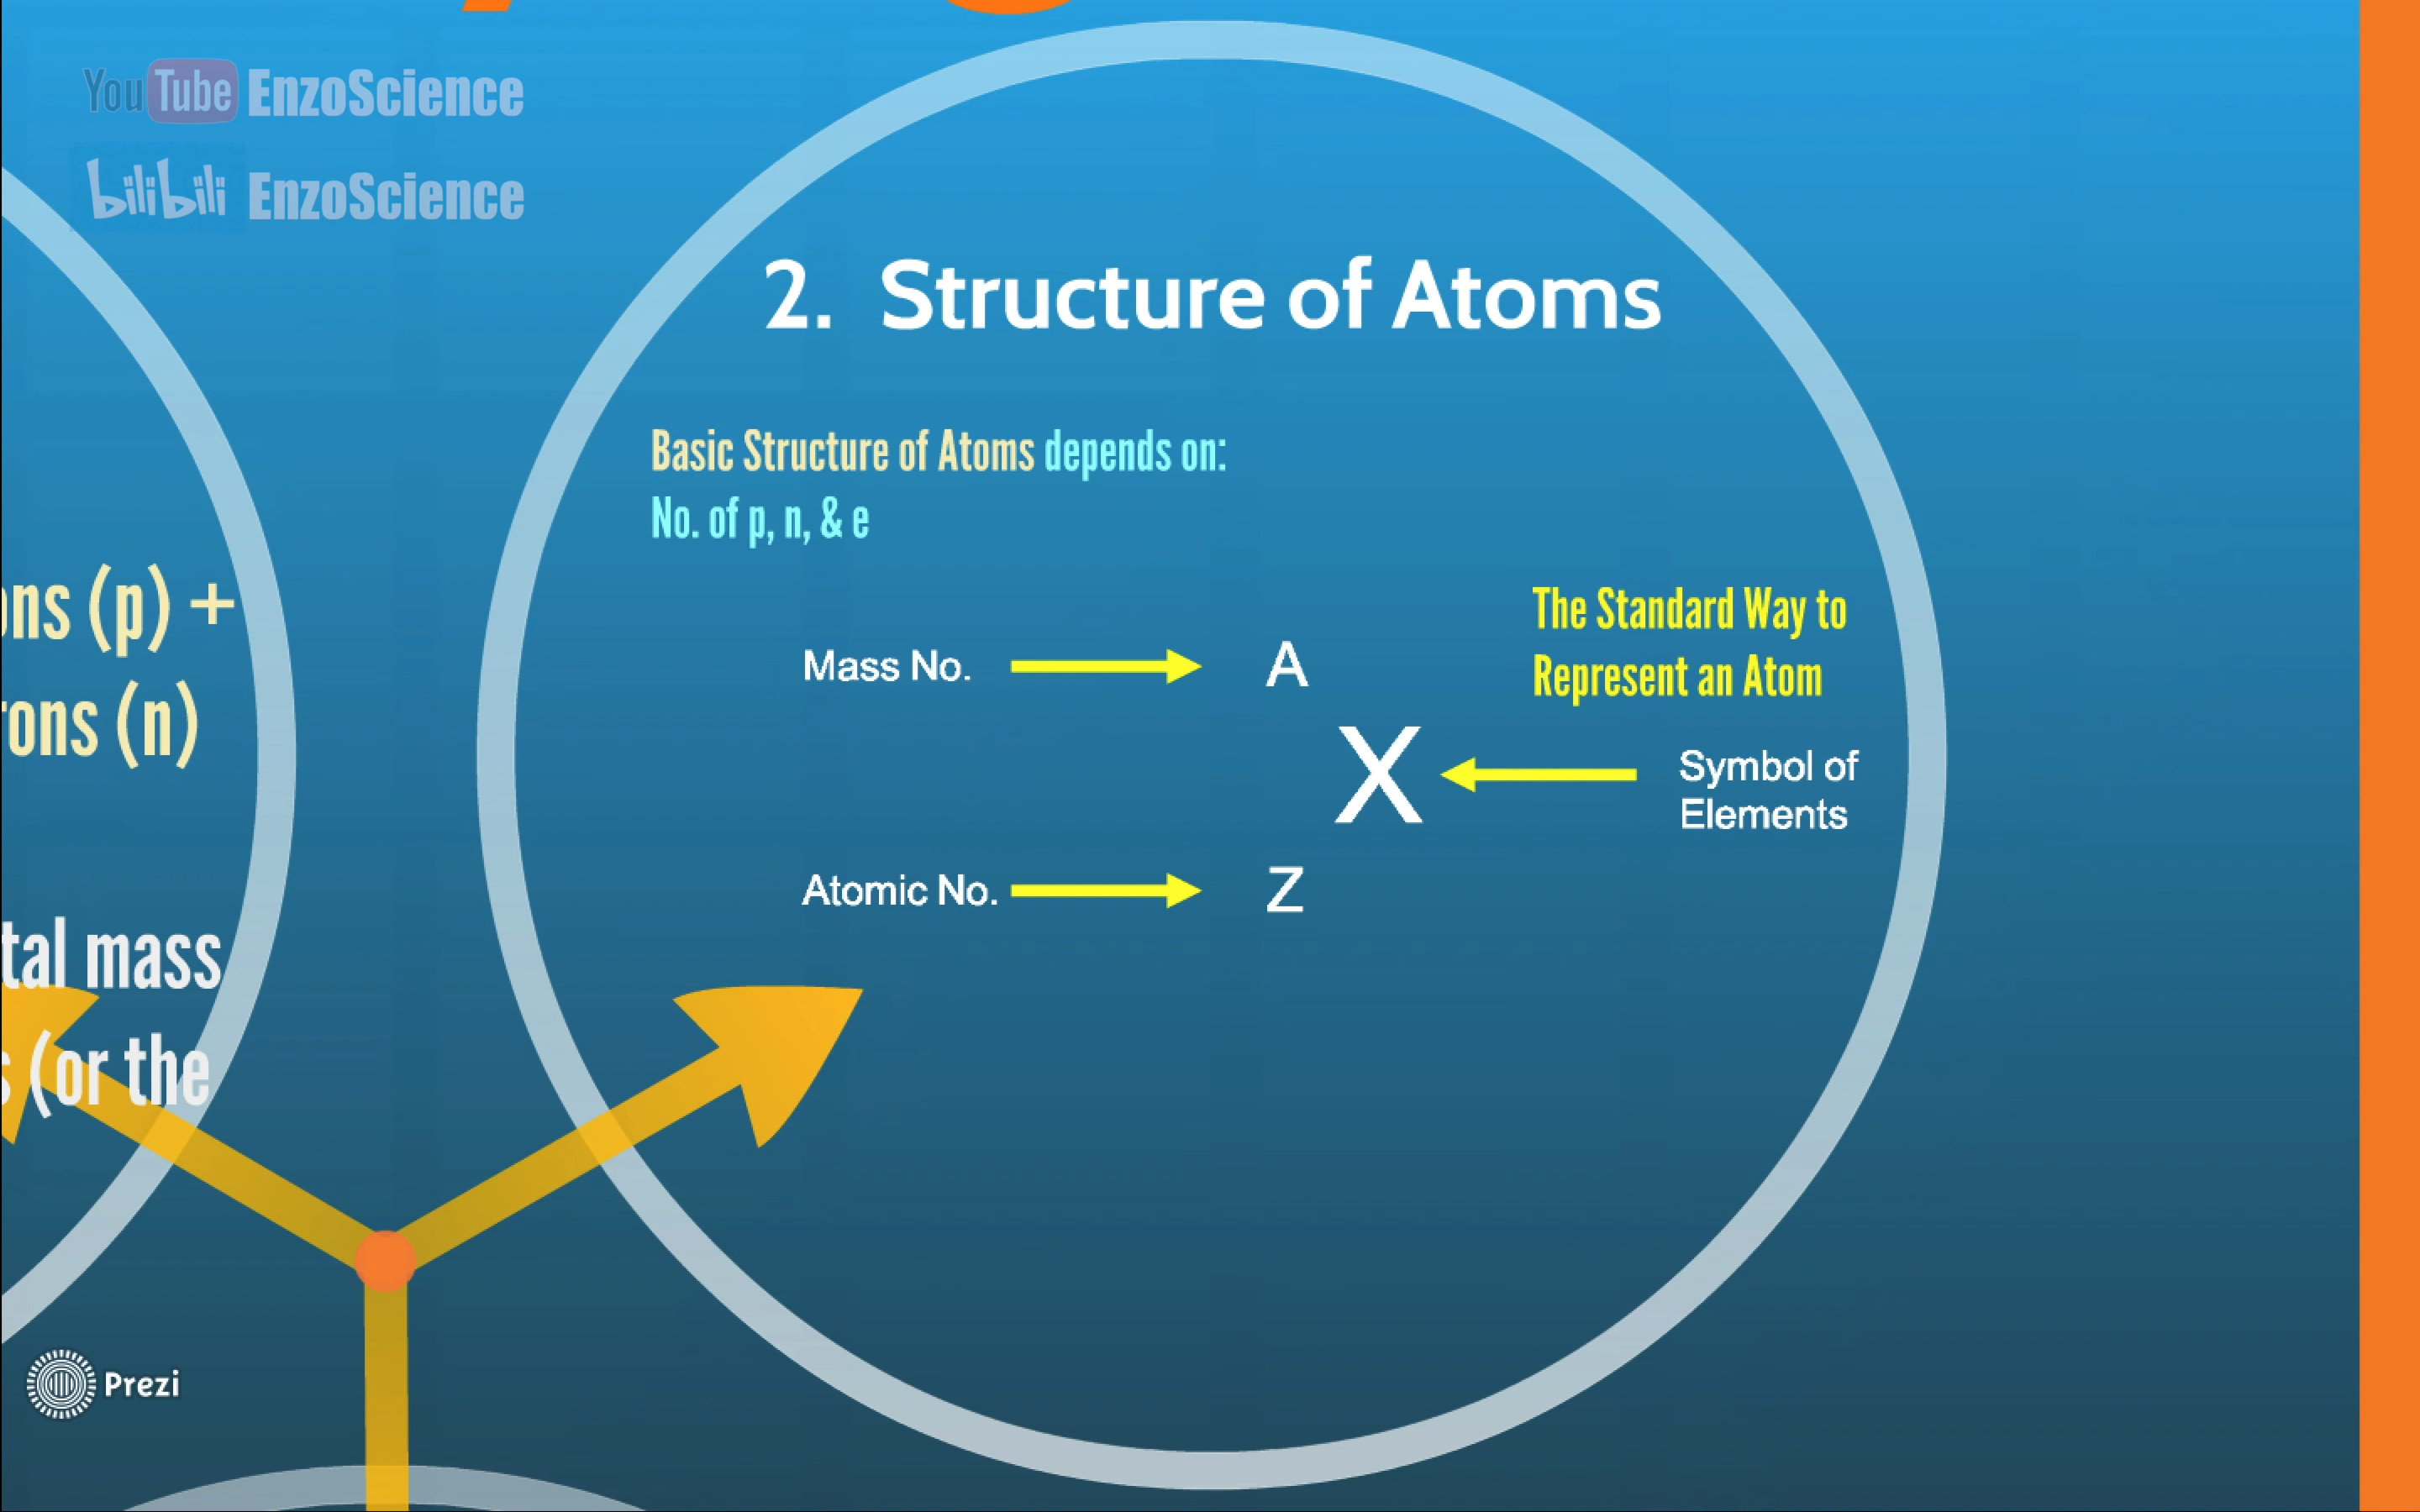 YouTube EnzoScience
bilibili EnzoScience
2. Structure of Atoms
Basic Structure of Atoms depends on:
No. of p, n, & e
ons (p) +
rons (n)
The Standard Way to
Represent an Atom
Mass No.
A
X
Symbol of
Elements
Atomic No.
Z
tal mass
s (or the
Prezi